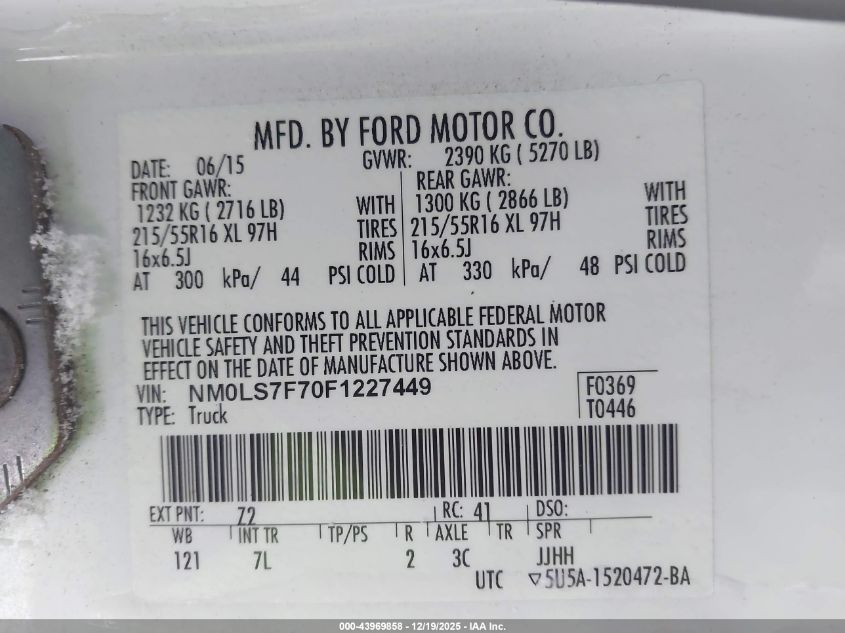 MFD. BY FORD MOTOR CO.
DATE: 06/15 GVWR: 2390 KG ( 5270 LB)
FRONT GAWR: REAR GAWR:
1232 KG ( 2716 LB) WITH 1300 KG ( 2866 LB) WITH
215/55R16 XL 97H TIRES 215/55R16 XL 97H TIRES
16x6.5J RIMS 16x6.5J RIMS
AT 300 kPa/ 44 PSI COLD AT 330 kPa/ 48 PSI COLD
THIS VEHICLE CONFORMS TO ALL APPLICABLE FEDERAL MOTOR
VEHICLE SAFETY AND THEFT PREVENTION STANDARDS IN
EFFECT ON THE DATE OF MANUFACTURE SHOWN ABOVE.
VIN: NM0LS7F70F1227449 F0369
TYPE: Truck T0446
EXT PNT: 72 RC: 41 DSO:
WB INT TR TP/PS R AXLE TR SPR
121 7L 2 3C JJHH
UTC ▽5U5A-1520472-BA
000-43969858 - 12/19/2025 - IAA Inc.